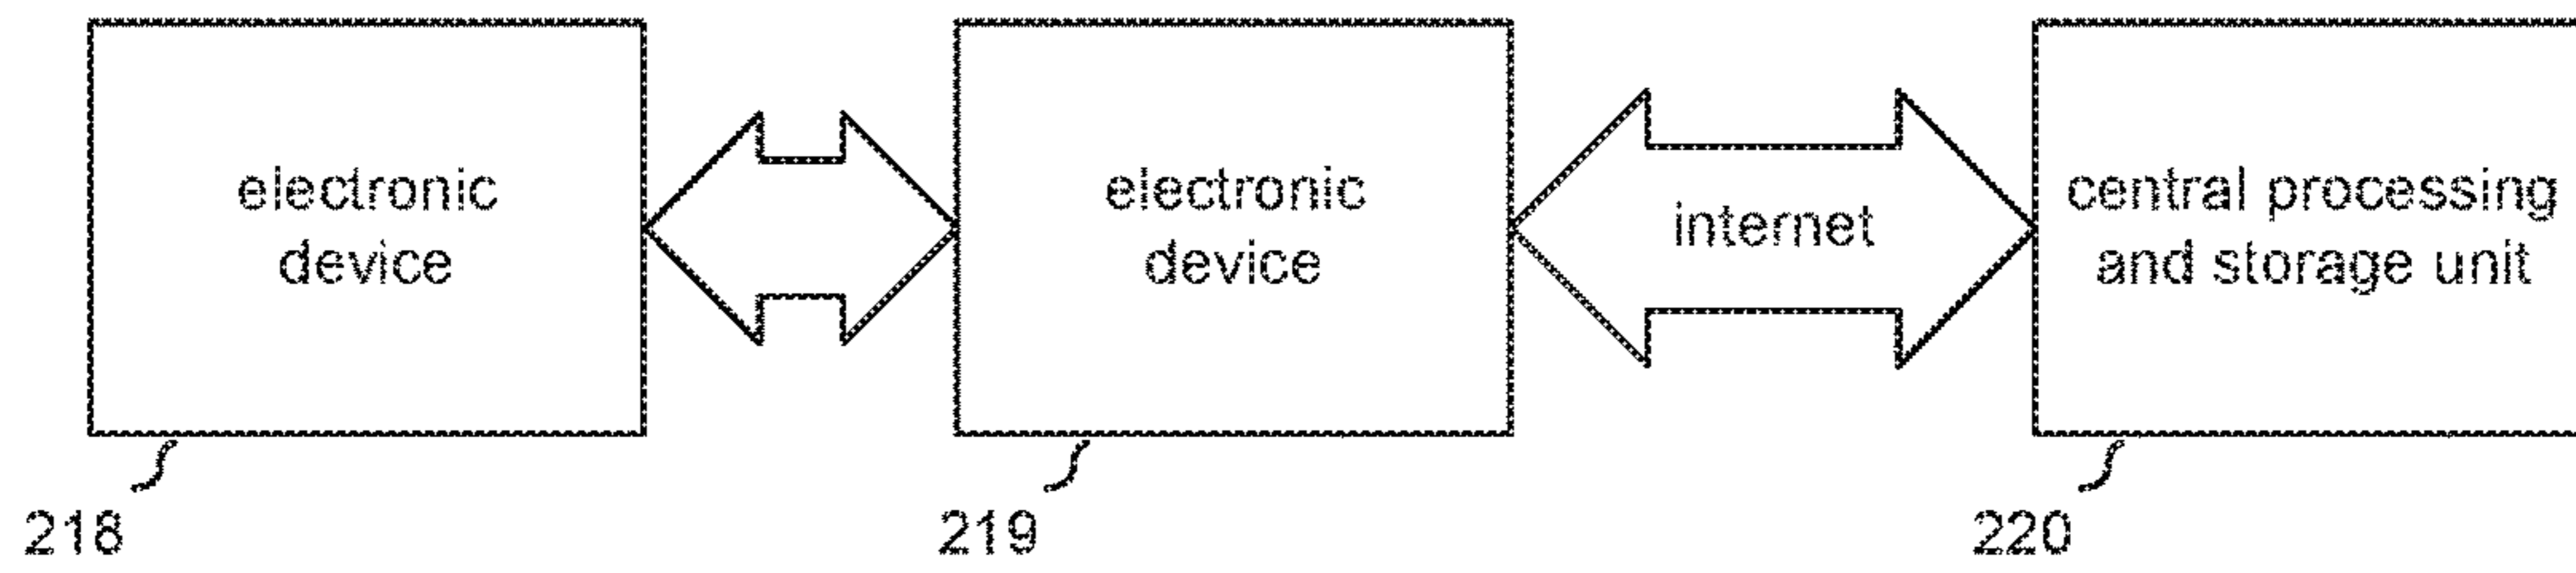 electronic
device
electronic
device
internet
central processing
and storage unit
218
219
220